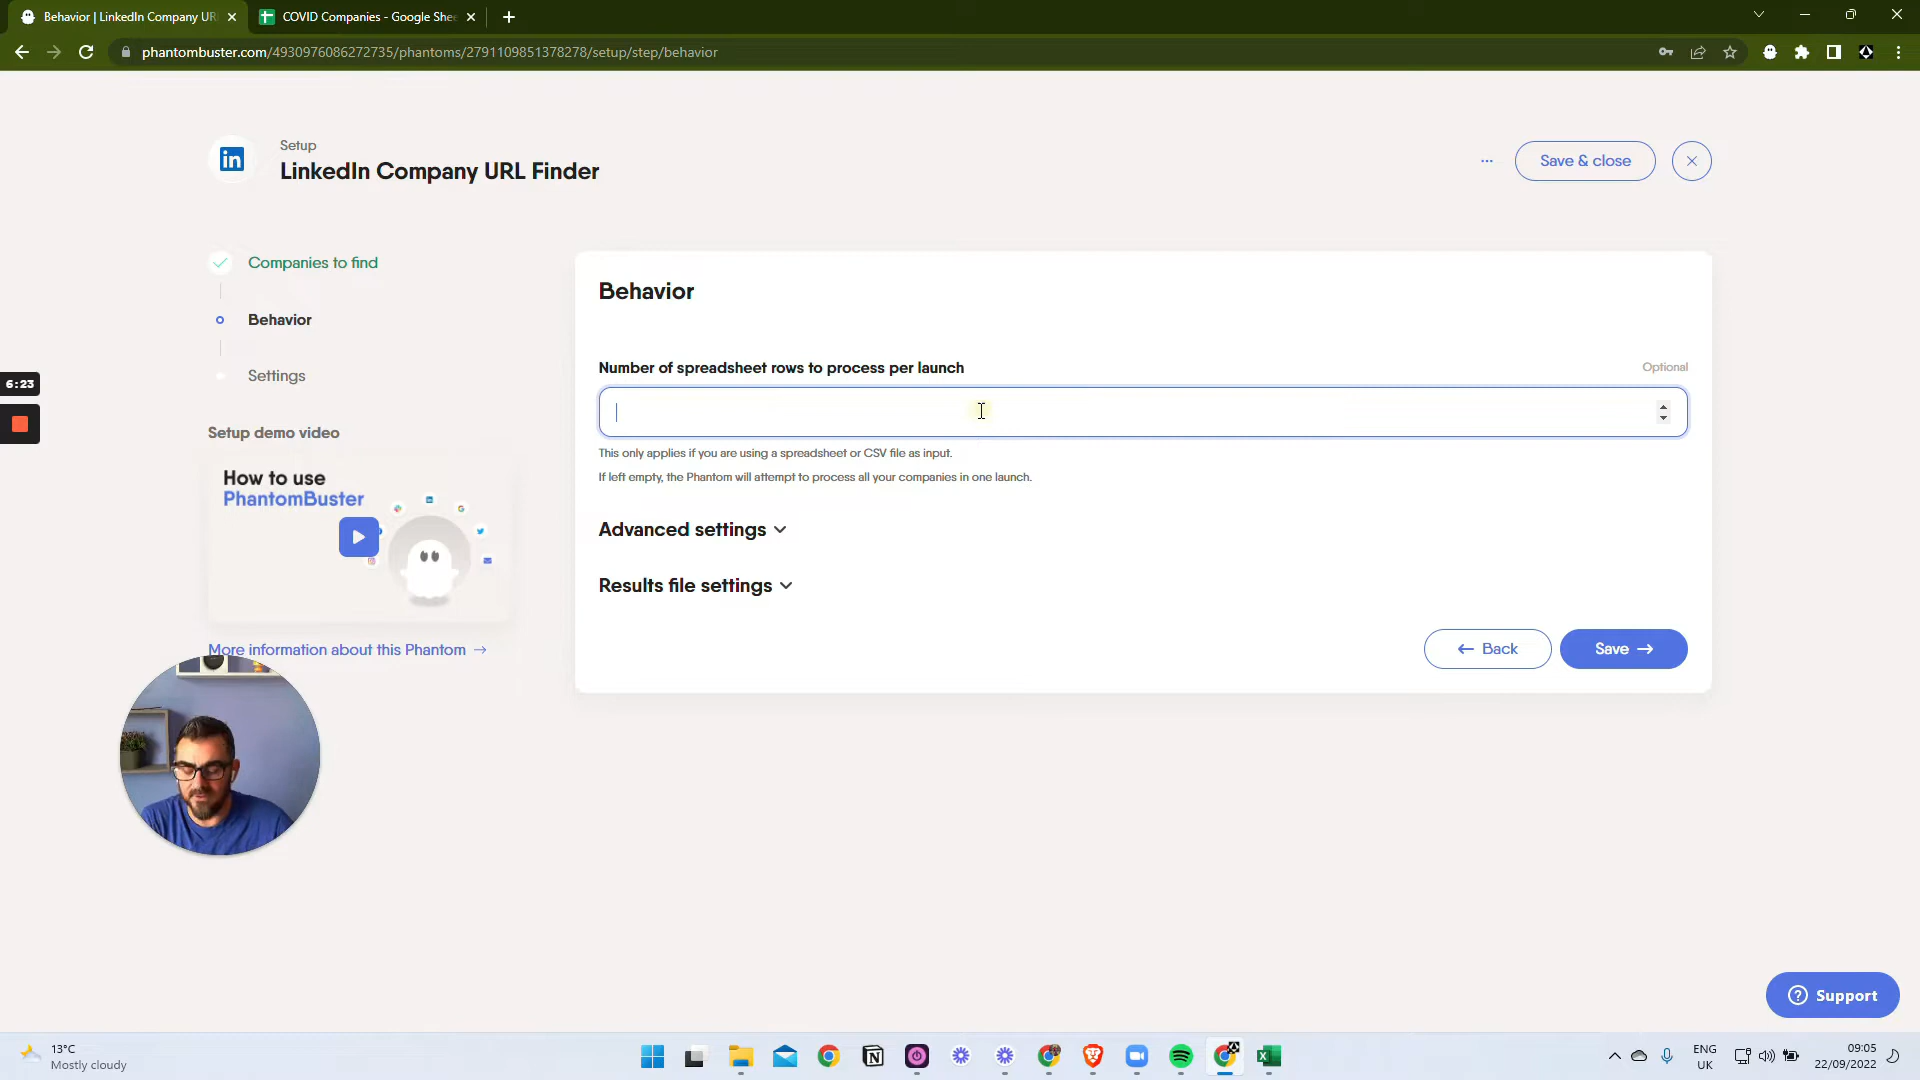 Behavior | LinkedIn Company UR
COVID Companies - Google Shee
phantombuster.com/4930976086272735/phantoms/2791109851378278/setup/step/behavior
in
Setup
LinkedIn Company URL Finder
Save & close
Companies to find
Behavior
Settings
6:23
Setup demo video
How to use
PhantomBuster
More information about this Phantom →
Behavior
Number of spreadsheet rows to process per launch
Optional
This only applies if you are using a spreadsheet or CSV file as input.
If left empty, the Phantom will attempt to process all your companies in one launch.
Advanced settings
Results file settings
← Back
Save →
Support
13°C
Mostly cloudy
ENG
UK
09:05
22/09/2022